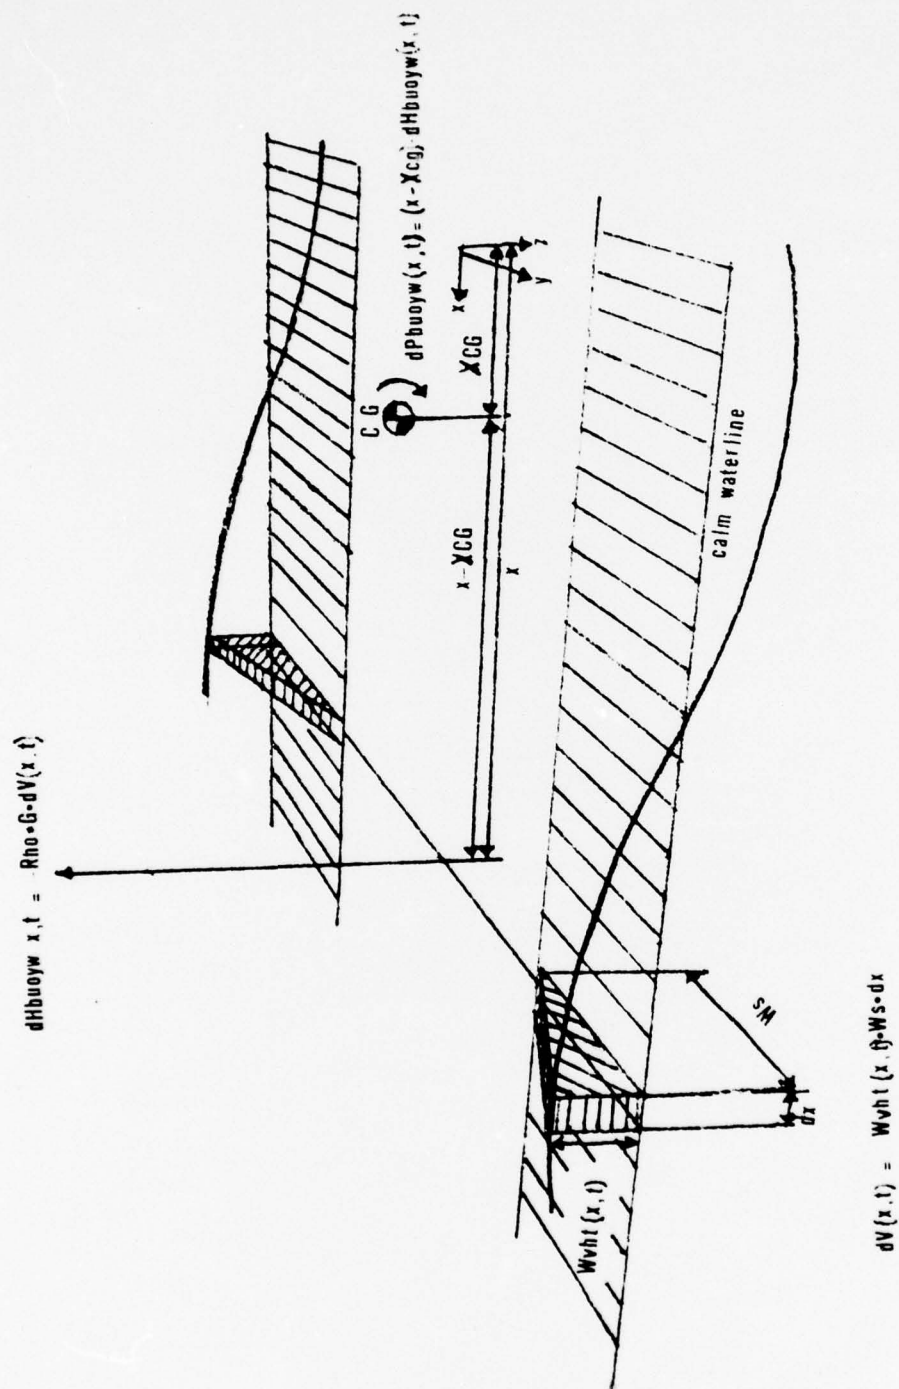 dHbuoyw x,t = -Rho•G•dV(x,t)
dPbuoyw(x,t)=(x-Xcg)·dHbuoyw(x,t)
C G
x
y
z
XCG
x-XCG
x
calm waterline
Wvht(x,t)
Ws
dx
dV(x,t) = Wvht(x,t)•Ws•dx